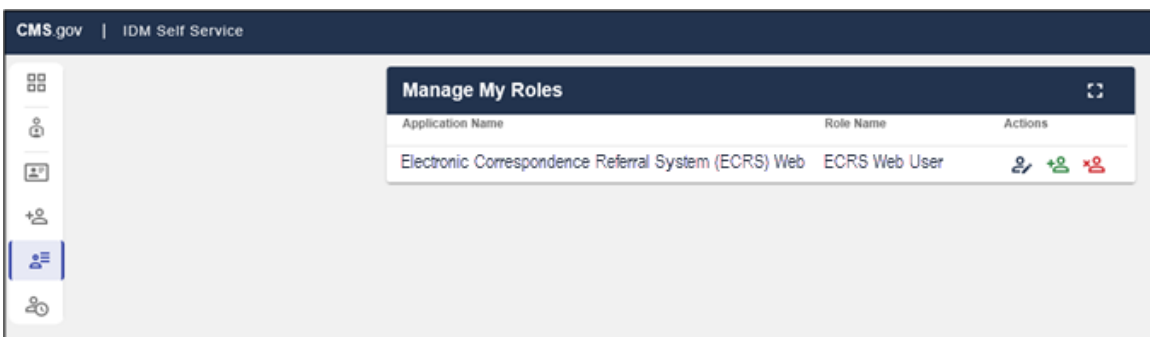 CMS.gov | IDM Self Service
Manage My Roles
Application Name Role Name Actions
Electronic Correspondence Referral System (ECRS) Web ECRS Web User